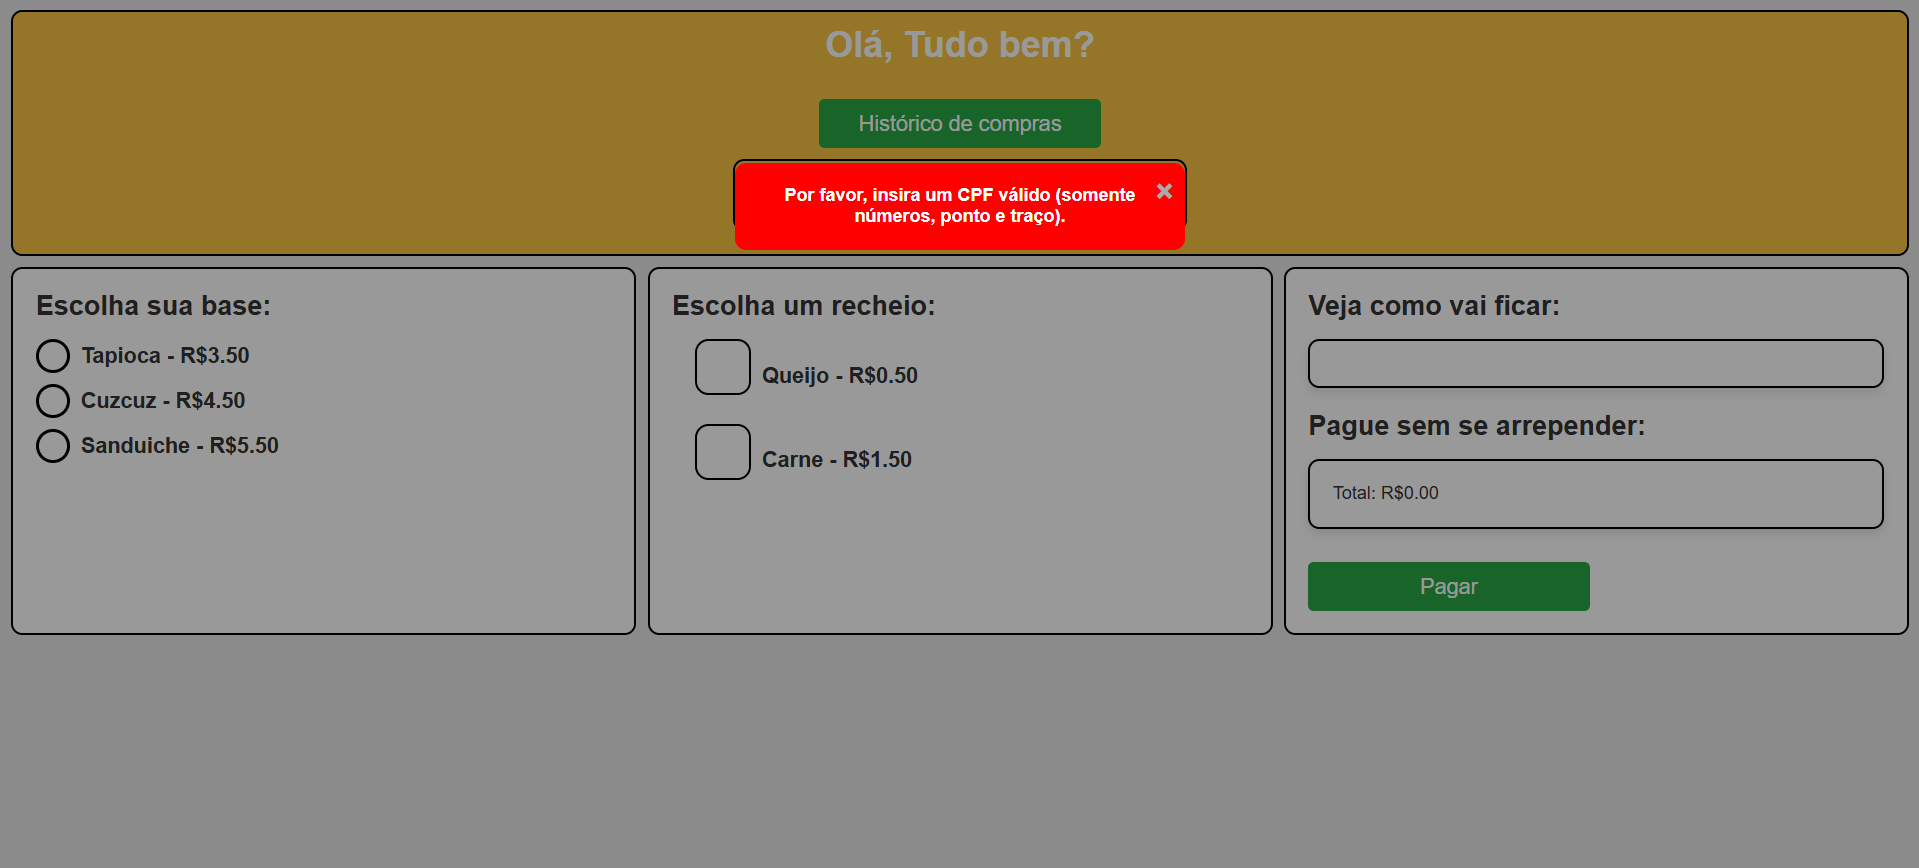 Olá, Tudo bem?
Histórico de compras
Por favor, insira um CPF válido (somente
números, ponto e traço).
×
Escolha sua base:
Tapioca - R$3.50
Cuzcuz - R$4.50
Sanduiche - R$5.50
Escolha um recheio:
Queijo - R$0.50
Carne - R$1.50
Veja como vai ficar:
Pague sem se arrepender:
Total: R$0.00
Pagar